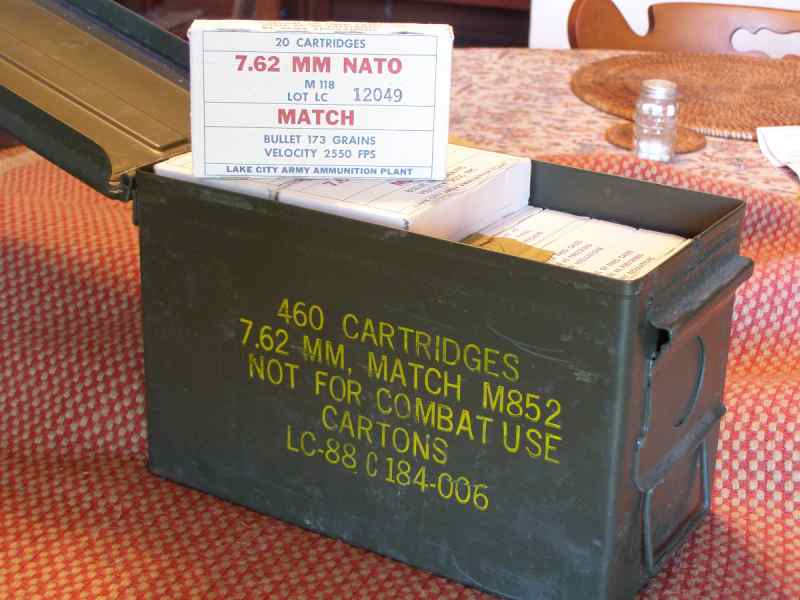 20 CARTRIDGES
7.62 MM NATO
M 118
LOT LC 12049
MATCH
BULLET 173 GRAINS
VELOCITY 2550 FPS
LAKE CITY ARMY AMMUNITION PLANT
460 CARTRIDGES
7.62 MM, MATCH M852
NOT FOR COMBAT USE
CARTONS
LC-88 C 184-006